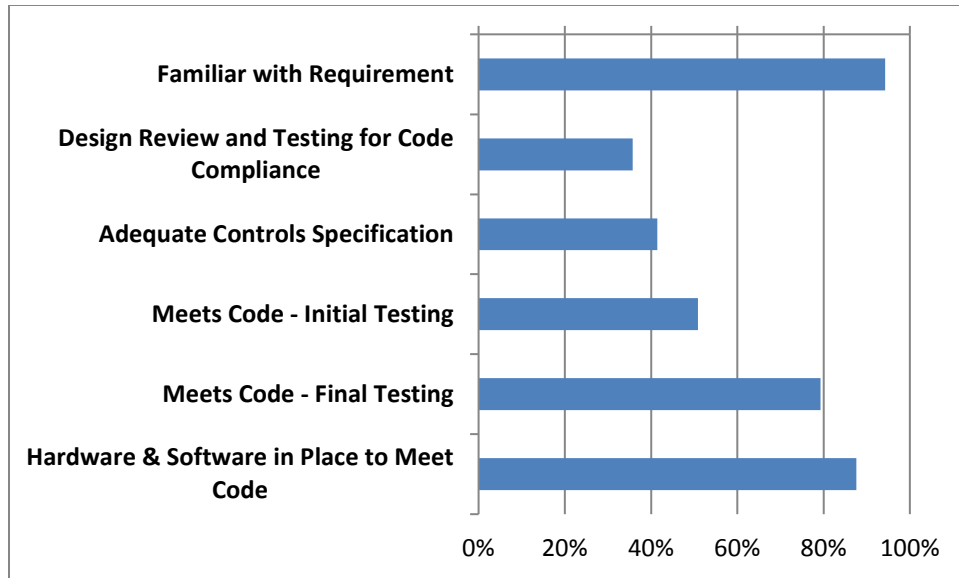 Familiar with Requirement
Design Review and Testing for Code
Compliance
Adequate Controls Specification
Meets Code - Initial Testing
Meets Code - Final Testing
Hardware & Software in Place to Meet
Code
0% 20% 40% 60% 80% 100%